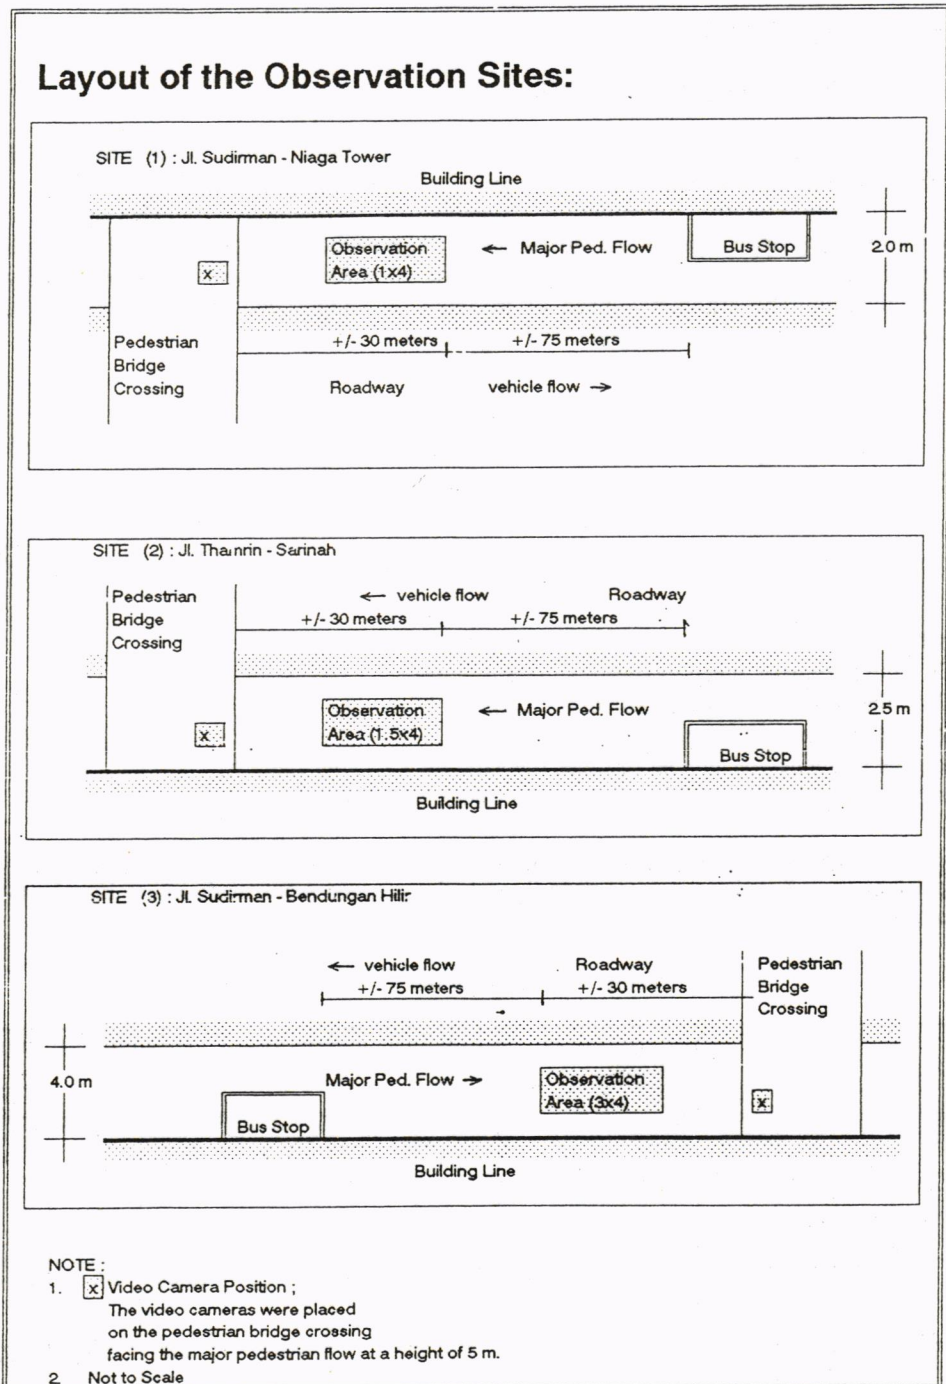 Layout of the Observation Sites:
SITE (1) : Jl. Sudirman - Niaga Tower
Building Line
Observation
Area (1x4)
← Major Ped. Flow
Bus Stop
2.0 m
x
Pedestrian
Bridge
Crossing
+/- 30 meters
+/- 75 meters
Roadway
vehicle flow →
SITE (2) : Jl. Thamrin - Sarinah
Pedestrian
Bridge
Crossing
← vehicle flow
Roadway
+/- 30 meters
+/- 75 meters
Observation
Area (1.5x4)
← Major Ped. Flow
2.5 m
x
Bus Stop
Building Line
SITE (3) : Jl. Sudirman - Bendungan Hilir
← vehicle flow
Roadway
+/- 75 meters
+/- 30 meters
Pedestrian
Bridge
Crossing
4.0 m
Major Ped. Flow →
Observation
Area (3x4)
x
Bus Stop
Building Line
NOTE :
1. x Video Camera Position ;
The video cameras were placed
on the pedestrian bridge crossing
facing the major pedestrian flow at a height of 5 m.
2. Not to Scale